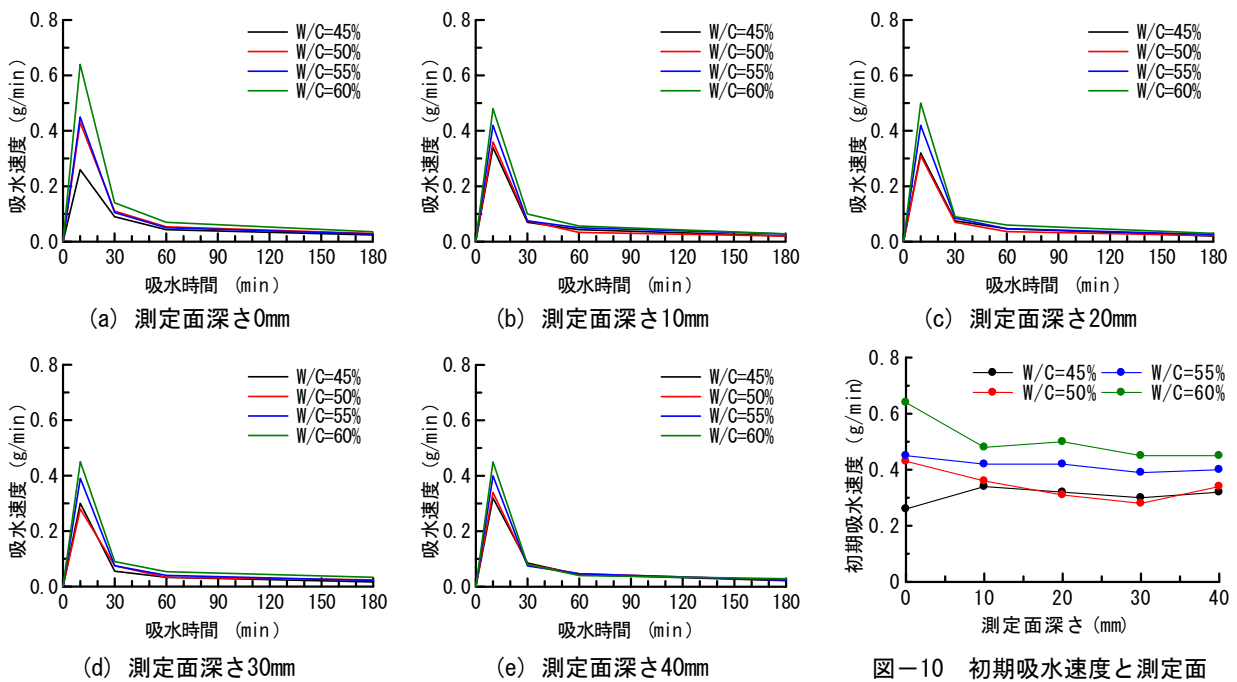 0.8
0.6
0.4
0.2
0.0
吸水速度 (g/min)
W/C=45%
W/C=50%
W/C=55%
W/C=60%
0 30 60 90 120 150 180
吸水時間 (min)
(a) 測定面深さ0mm
0.8
0.6
0.4
0.2
0.0
吸水速度 (g/min)
W/C=45%
W/C=50%
W/C=55%
W/C=60%
0 30 60 90 120 150 180
吸水時間 (min)
(b) 測定面深さ10mm
0.8
0.6
0.4
0.2
0.0
吸水速度 (g/min)
W/C=45%
W/C=50%
W/C=55%
W/C=60%
0 30 60 90 120 150 180
吸水時間 (min)
(c) 測定面深さ20mm
0.8
0.6
0.4
0.2
0.0
吸水速度 (g/min)
W/C=45%
W/C=50%
W/C=55%
W/C=60%
0 30 60 90 120 150 180
吸水時間 (min)
(d) 測定面深さ30mm
0.8
0.6
0.4
0.2
0.0
吸水速度 (g/min)
W/C=45%
W/C=50%
W/C=55%
W/C=60%
0 30 60 90 120 150 180
吸水時間 (min)
(e) 測定面深さ40mm
0.8
0.6
0.4
0.2
0
初期吸水速度 (g/min)
W/C=45% W/C=55%
W/C=50% W/C=60%
0 10 20 30 40
測定面深さ (mm)
図－10 初期吸水速度と測定面